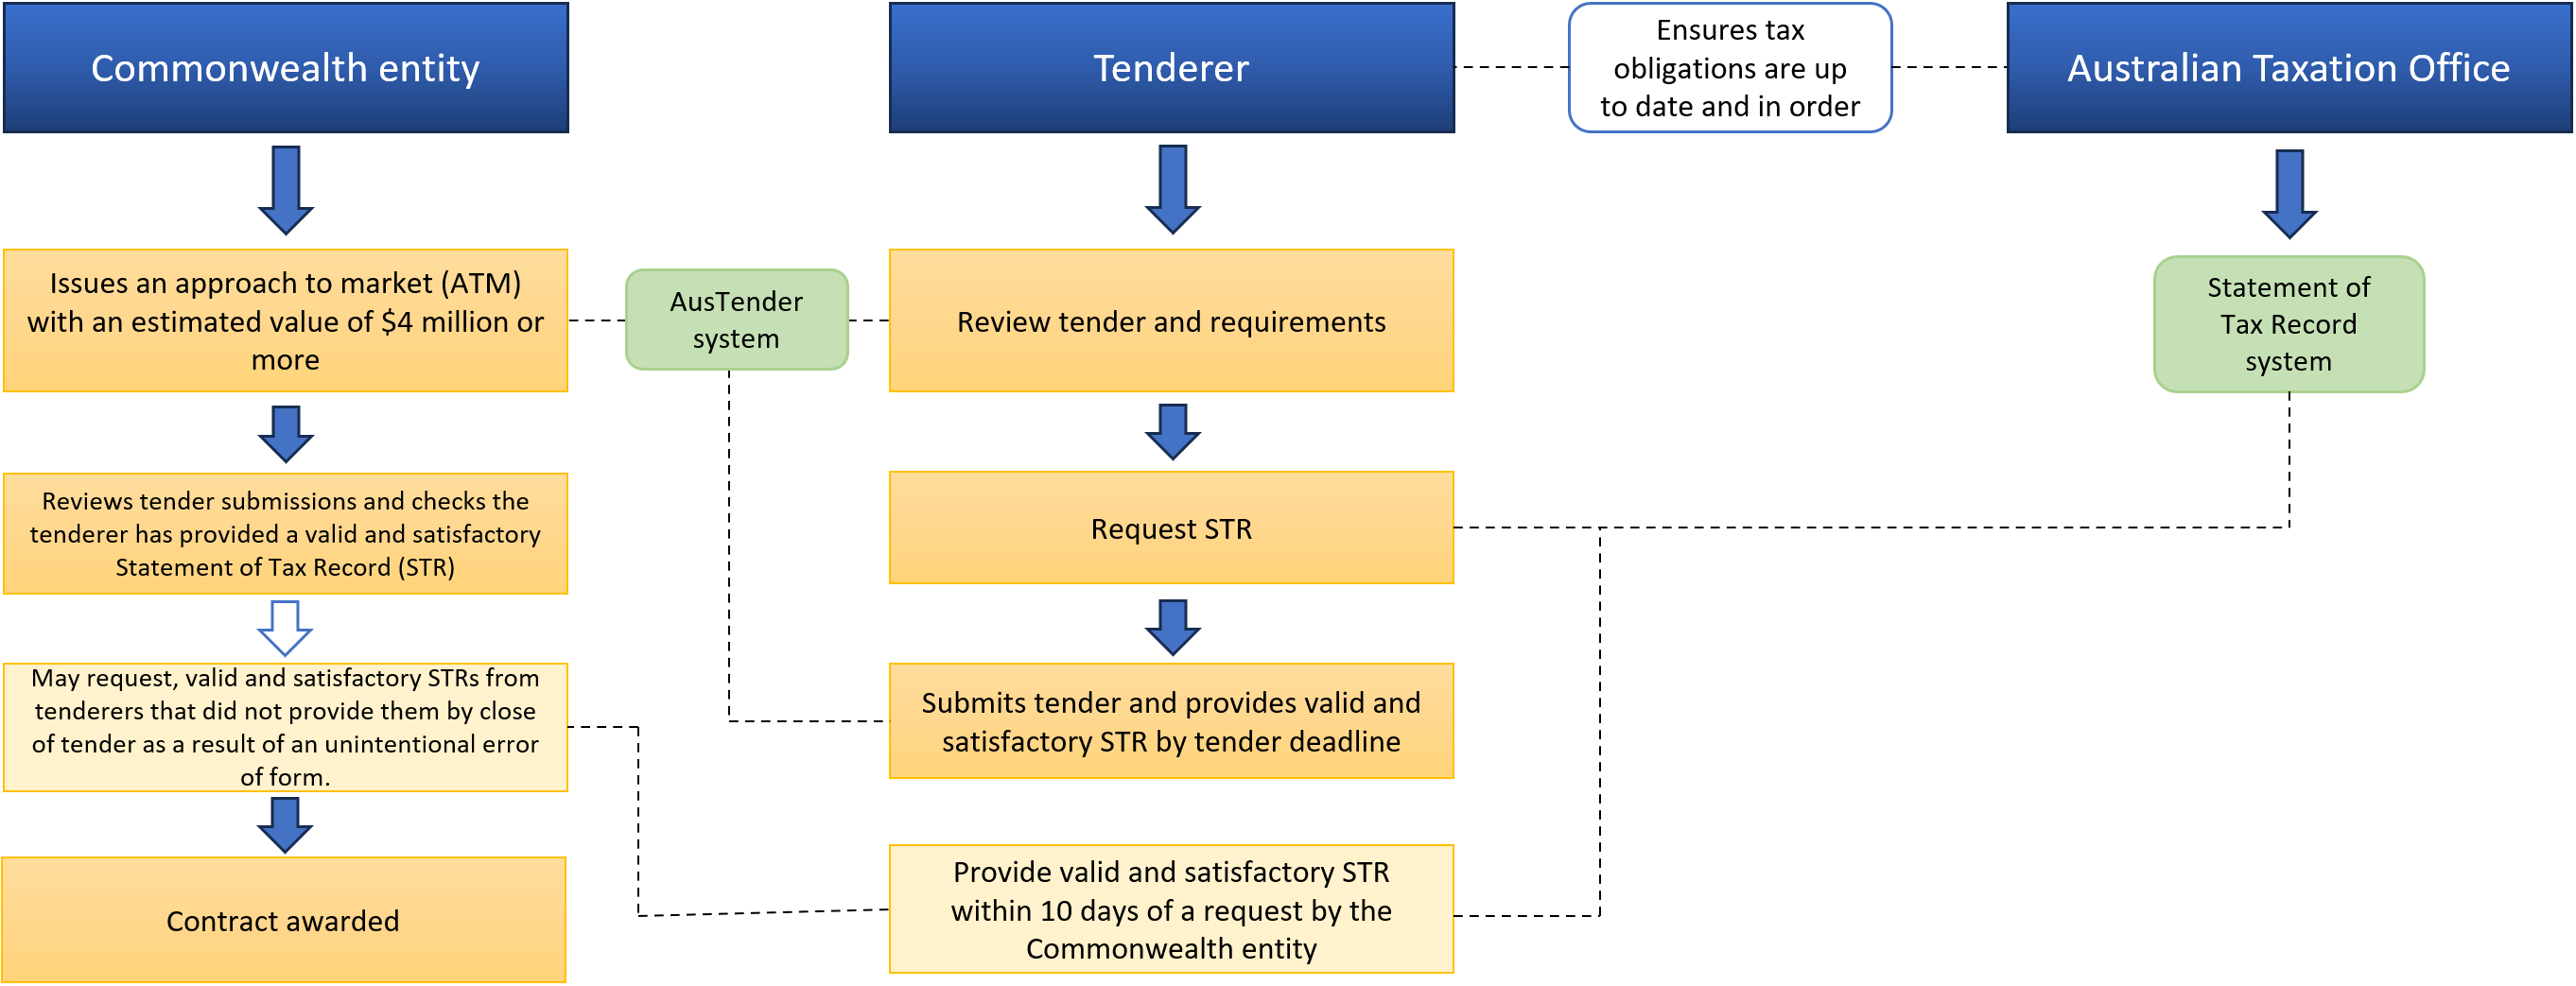 Commonwealth entity
Tenderer
Ensures tax
obligations are up
to date and in order
Australian Taxation Office
Issues an approach to market (ATM)
with an estimated value of $4 million or
more
AusTender
system
Review tender and requirements
Statement of
Tax Record
system
Reviews tender submissions and checks the
tenderer has provided a valid and satisfactory
Statement of Tax Record (STR)
Request STR
May request, valid and satisfactory STRs from
tenderers that did not provide them by close
of tender as a result of an unintentional error
of form.
Submits tender and provides valid and
satisfactory STR by tender deadline
Contract awarded
Provide valid and satisfactory STR
within 10 days of a request by the
Commonwealth entity